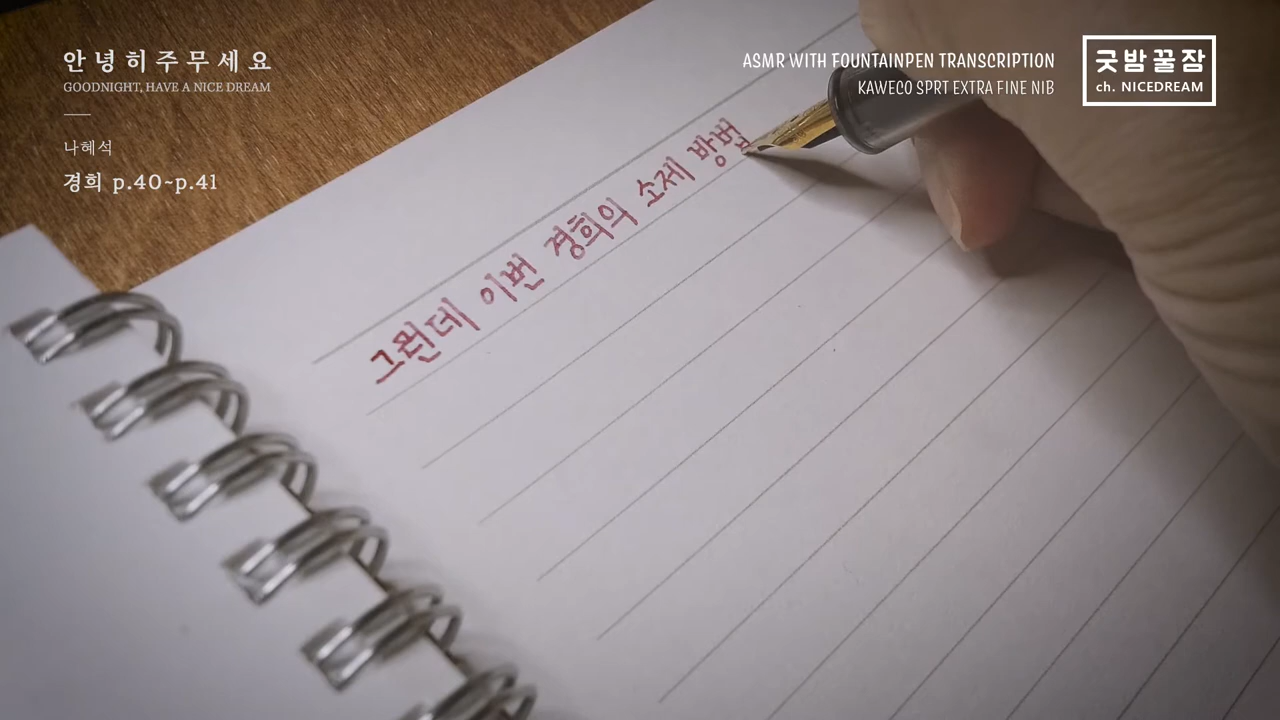 안녕히주무세요
GOODNIGHT, HAVE A NICE DREAM
나혜석
경희 p.40~p.41
ASMR WITH FOUNTAINPEN TRANSCRIPTION
KAWECO SPRT EXTRA FINE NIB
굿밤꿀잠
ch. NICEDREAM
그런데 이번 경희의 소제 방법